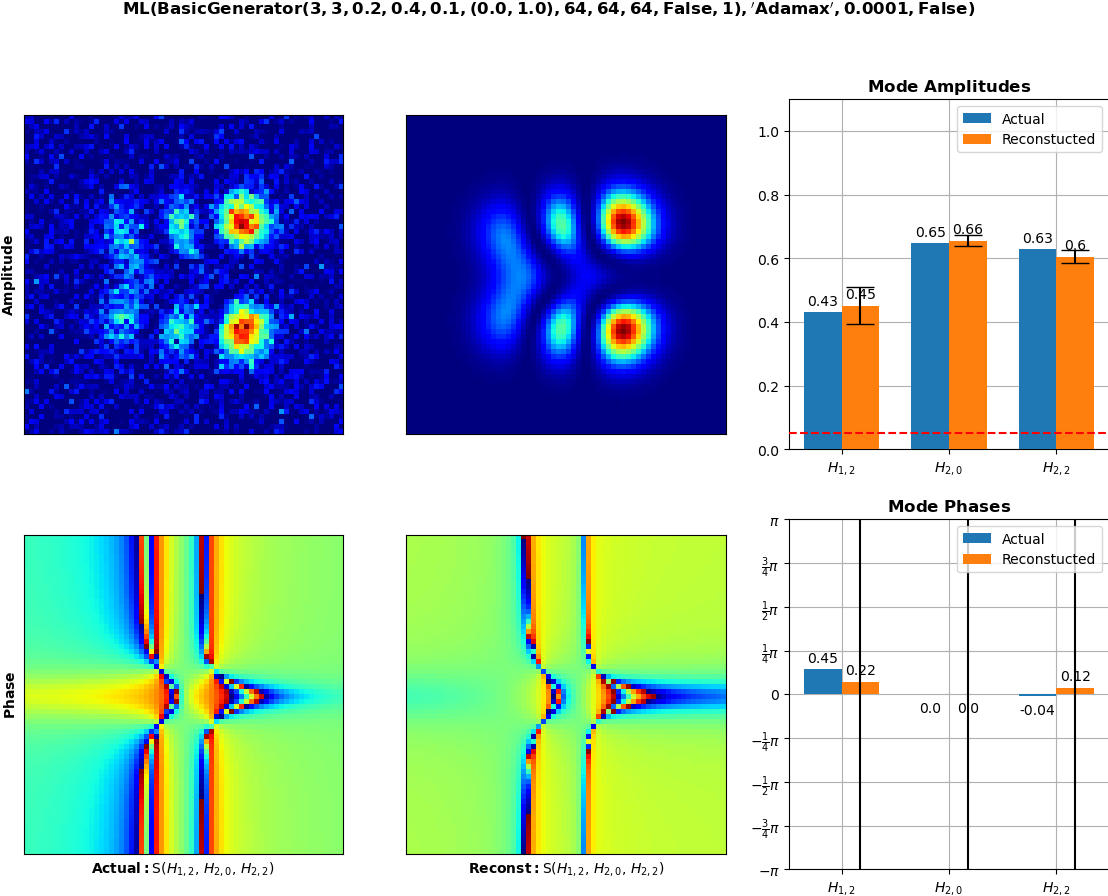 ML(BasicGenerator(3, 3, 0.2, 0.4, 0.1, (0.0, 1.0), 64, 64, 64, False, 1), ′Adamax′, 0.0001, False)
Amplitude
Mode Amplitudes
Actual
Reconstucted
1.0
0.8
0.6
0.4
0.2
0.0
0.43 0.45 0.65 0.66 0.63 0.6
H1, 2 H2, 0 H2, 2
Phase
Actual: S(H1, 2, H2, 0, H2, 2)
Reconst: S(H1, 2, H2, 0, H2, 2)
Mode Phases
Actual
Reconstucted
π
3/4π
1/2π
1/4π
0
−1/4π
−1/2π
−3/4π
−π
0.45 0.22 0.0 0.0 -0.04 0.12
H1, 2 H2, 0 H2, 2